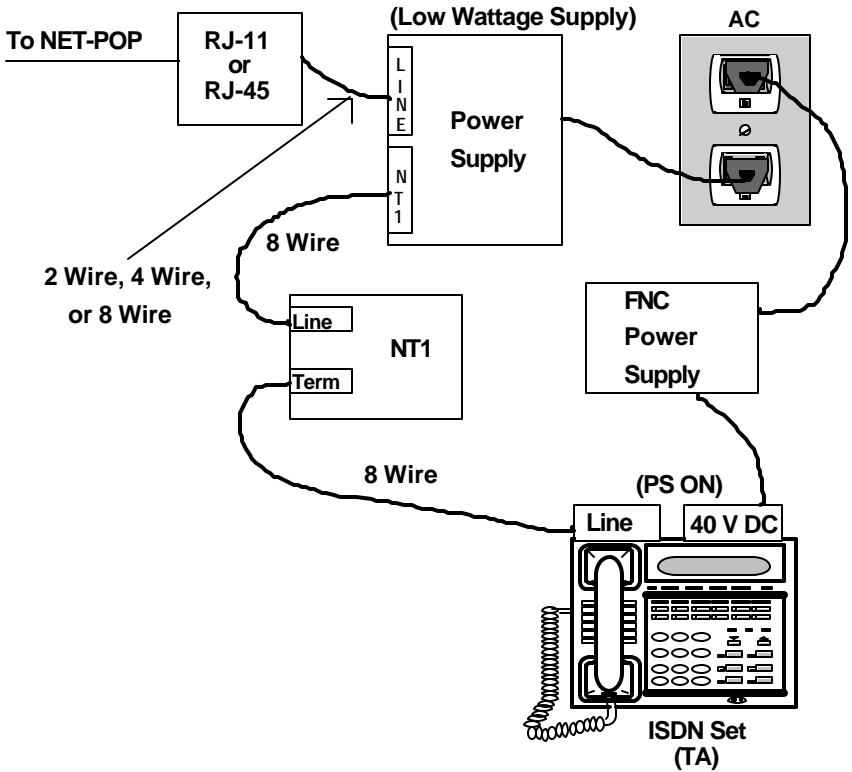 (Low Wattage Supply)
AC
To NET-POP
RJ-11
or
RJ-45
LINE
Power
Supply
NT1
8 Wire
2 Wire, 4 Wire,
or 8 Wire
Line
NT1
Term
FNC
Power
Supply
8 Wire
(PS ON)
Line
40 V DC
ISDN Set
(TA)